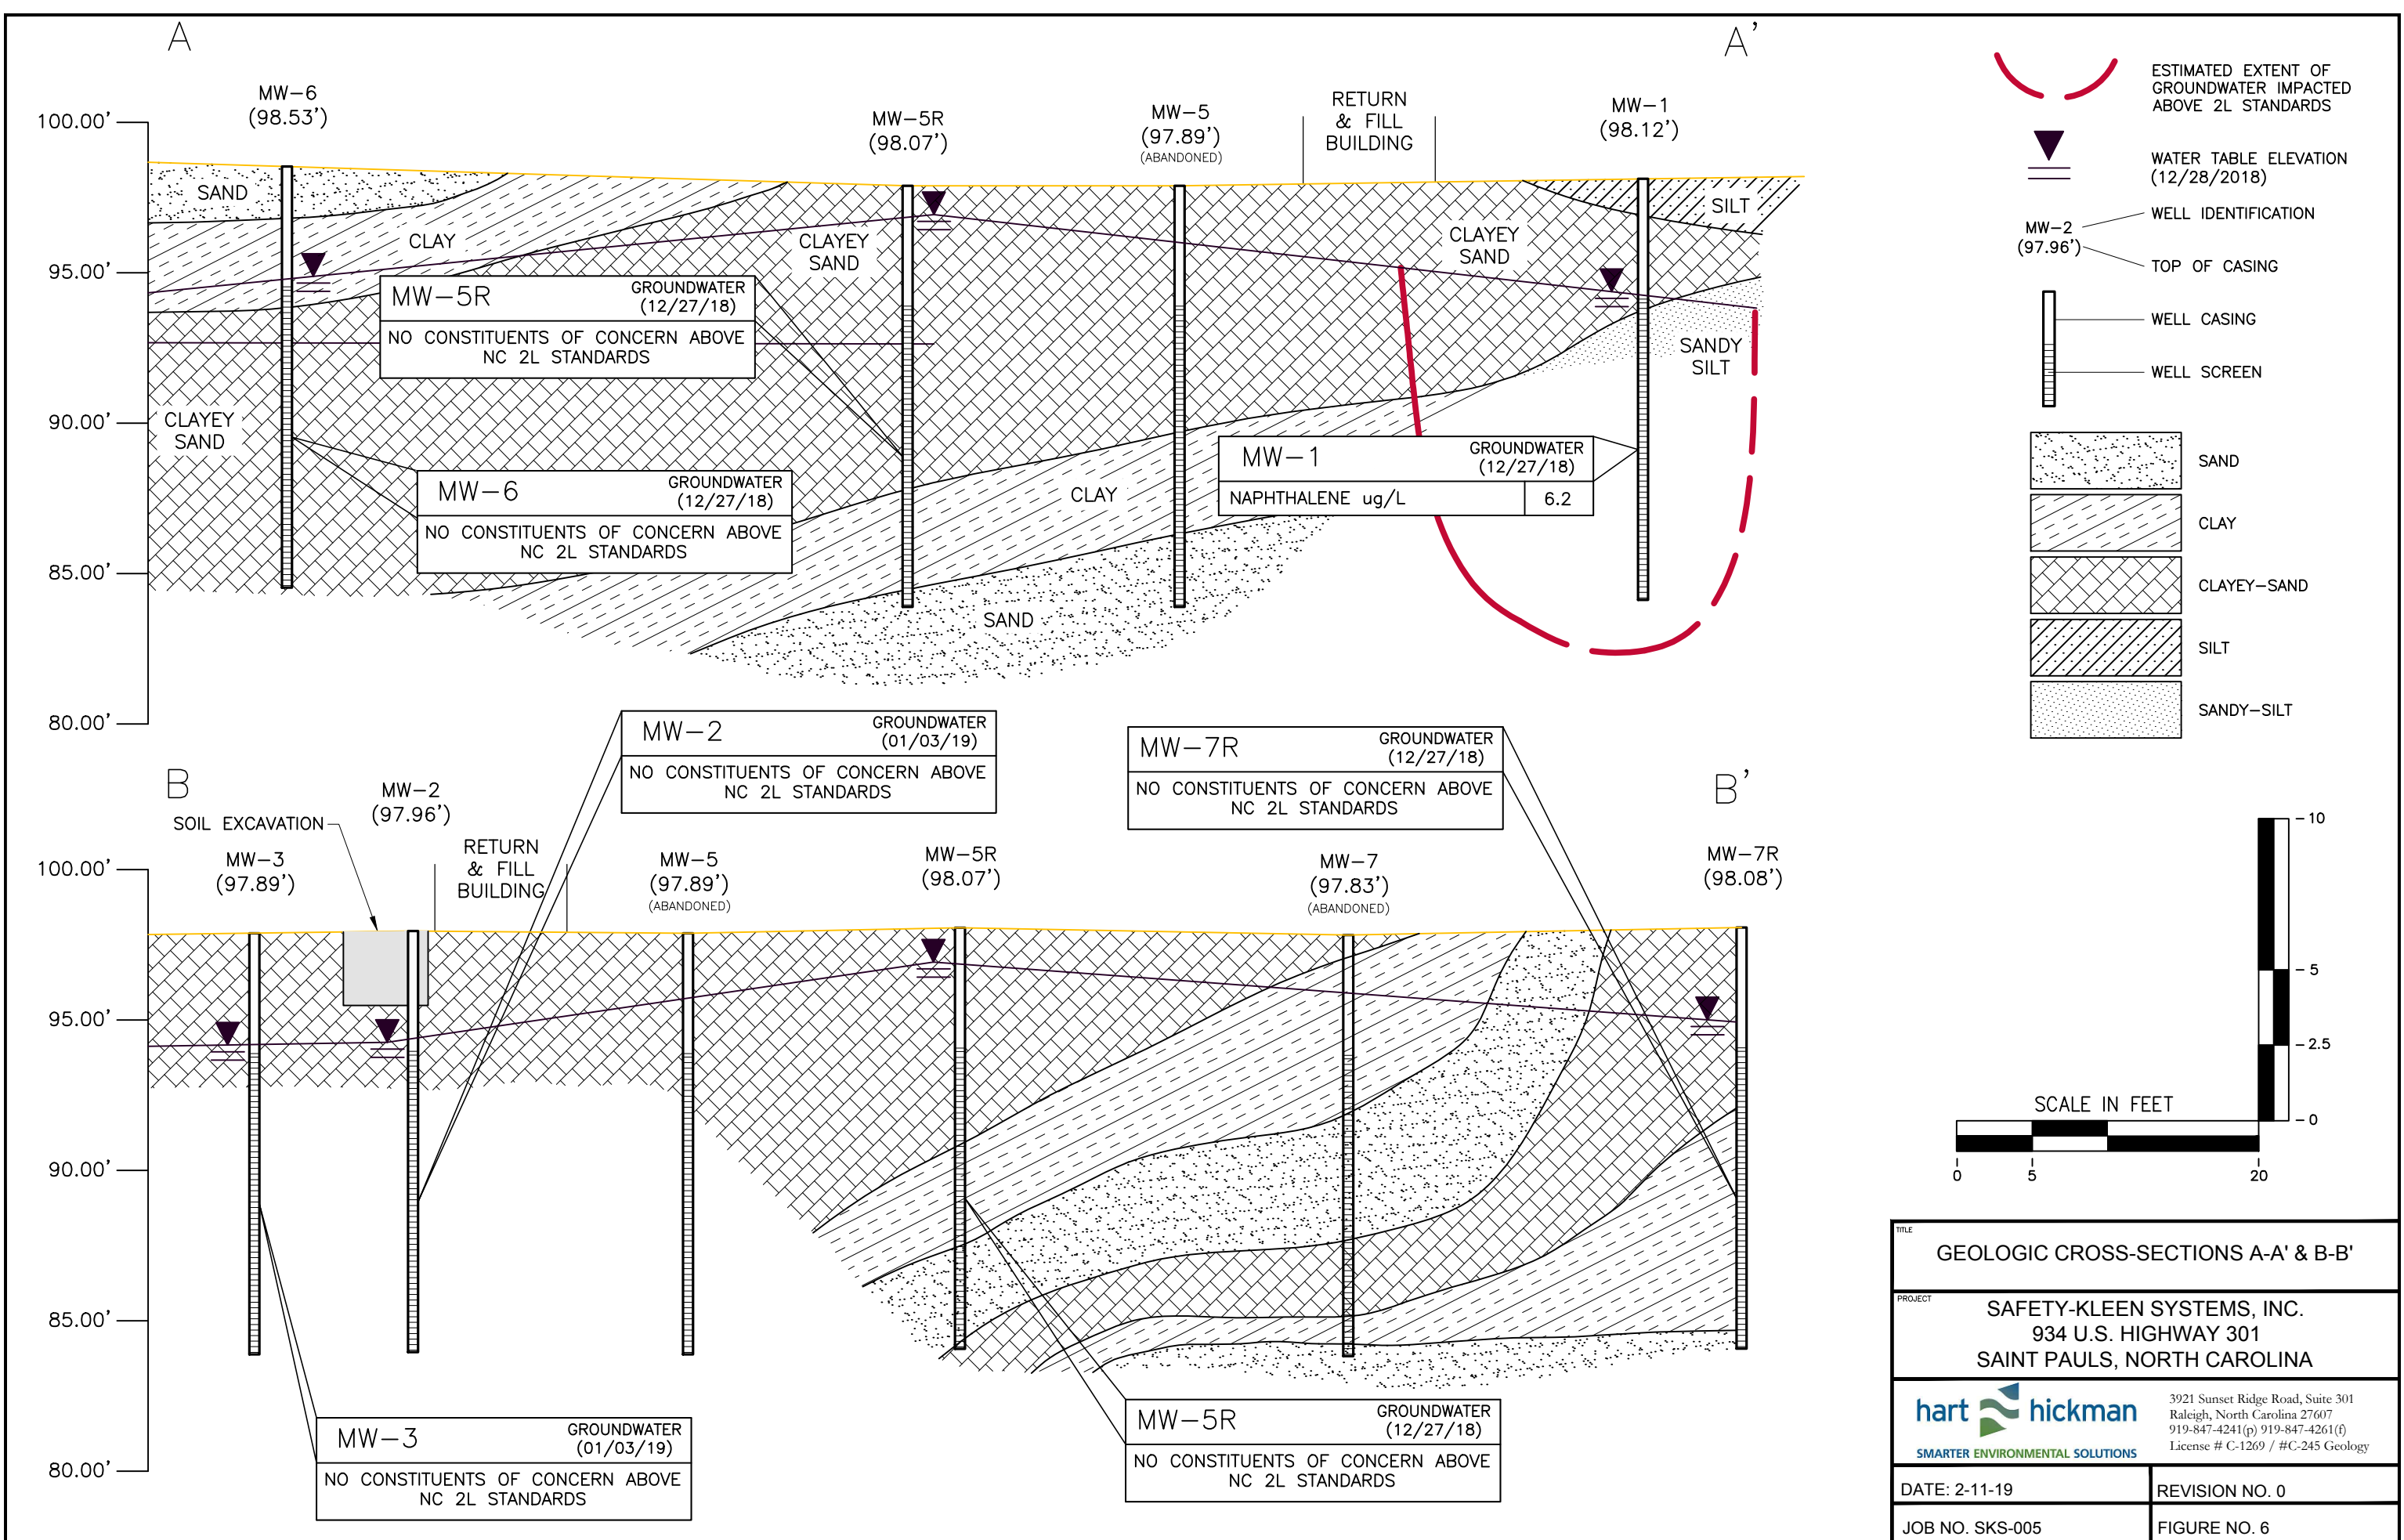 A
A'
MW-6
(98.53')
MW-5R
(98.07')
MW-5
(97.89')
(ABANDONED)
RETURN
& FILL
BUILDING
MW-1
(98.12')
100.00'
95.00'
90.00'
85.00'
80.00'
SAND
CLAY
CLAYEY
SAND
CLAYEY
SAND
SILT
CLAYEY
SAND
SANDY
SILT
CLAY
SAND
MW-5R
GROUNDWATER
(12/27/18)
NO CONSTITUENTS OF CONCERN ABOVE
NC 2L STANDARDS
MW-6
GROUNDWATER
(12/27/18)
NO CONSTITUENTS OF CONCERN ABOVE
NC 2L STANDARDS
MW-1
GROUNDWATER
(12/27/18)
NAPHTHALENE ug/L
6.2
B
B'
SOIL EXCAVATION
MW-3
(97.89')
MW-2
(97.96')
RETURN
& FILL
BUILDING
MW-5
(97.89')
(ABANDONED)
MW-5R
(98.07')
MW-7
(97.83')
(ABANDONED)
MW-7R
(98.08')
MW-2
GROUNDWATER
(01/03/19)
NO CONSTITUENTS OF CONCERN ABOVE
NC 2L STANDARDS
MW-7R
GROUNDWATER
(12/27/18)
NO CONSTITUENTS OF CONCERN ABOVE
NC 2L STANDARDS
100.00'
95.00'
90.00'
85.00'
80.00'
MW-3
GROUNDWATER
(01/03/19)
NO CONSTITUENTS OF CONCERN ABOVE
NC 2L STANDARDS
MW-5R
GROUNDWATER
(12/27/18)
NO CONSTITUENTS OF CONCERN ABOVE
NC 2L STANDARDS
ESTIMATED EXTENT OF
GROUNDWATER IMPACTED
ABOVE 2L STANDARDS
WATER TABLE ELEVATION
(12/28/2018)
MW-2
(97.96')
WELL IDENTIFICATION
TOP OF CASING
WELL CASING
WELL SCREEN
SAND
CLAY
CLAYEY-SAND
SILT
SANDY-SILT
10
5
2.5
0
SCALE IN FEET
0
5
20
TITLE
GEOLOGIC CROSS-SECTIONS A-A' & B-B'
PROJECT
SAFETY-KLEEN SYSTEMS, INC.
934 U.S. HIGHWAY 301
SAINT PAULS, NORTH CAROLINA
hart hickman
SMARTER ENVIRONMENTAL SOLUTIONS
3921 Sunset Ridge Road, Suite 301
Raleigh, North Carolina 27607
919-847-4241(p) 919-847-4261(f)
License # C-1269 / #C-245 Geology
DATE: 2-11-19
REVISION NO. 0
JOB NO. SKS-005
FIGURE NO. 6